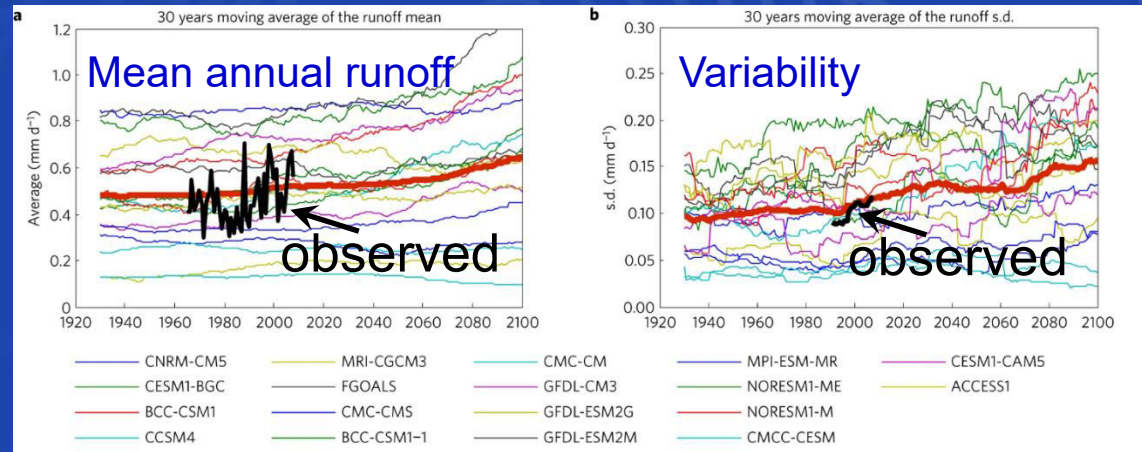 a
30 years moving average of the runoff mean
Mean annual runoff
Average (mm d⁻¹)
1.2
1.0
0.8
0.6
0.4
0.2
0
observed
1920 1940 1960 1980 2000 2020 2040 2060 2080 2100
b
30 years moving average of the runoff s.d.
Variability
s.d. (mm d⁻¹)
0.30
0.25
0.20
0.15
0.10
0.05
0.00
observed
1920 1940 1960 1980 2000 2020 2040 2060 2080 2100
CNRM-CM5 MRI-CGCM3 CMC-CM MPI-ESM-MR CESM1-CAM5
CESM1-BGC FGOALS GFDL-CM3 NORESM1-ME ACCESS1
BCC-CSM1 CMC-CMS GFDL-ESM2G NORESM1-M
CCSM4 BCC-CSM1-1 GFDL-ESM2M CMCC-CESM